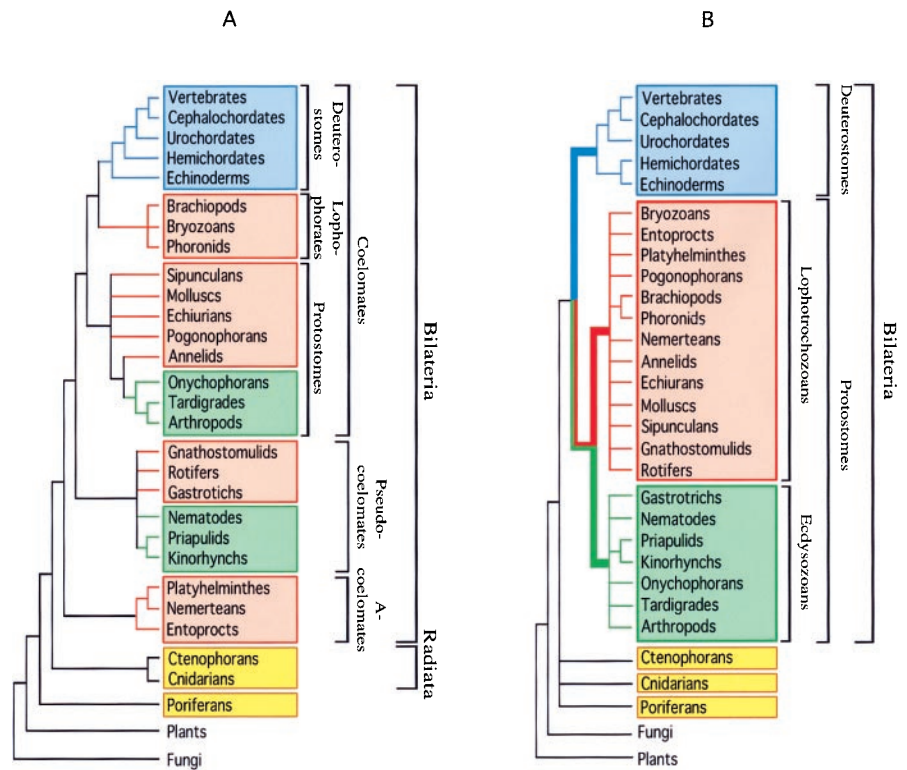 A
Vertebrates
Cephalochordates
Urochordates
Hemichordates
Echinoderms
Brachiopods
Bryozoans
Phoronids
Sipunculans
Molluscs
Echiurians
Pogonophorans
Annelids
Onychophorans
Tardigrades
Arthropods
Gnathostomulids
Rotifers
Gastrotichs
Nematodes
Priapulids
Kinorhynchs
Platyhelminthes
Nemerteans
Entoprocts
Ctenophorans
Cnidarians
Poriferans
Plants
Fungi
Deutero-
stomes
Lopho-
phorates
Protostomes
Coelomates
Pseudo-
coelomates
A-
coelomates
Bilateria
Radiata
B
Vertebrates
Cephalochordates
Urochordates
Hemichordates
Echinoderms
Bryozoans
Entoprocts
Platyhelminthes
Pogonophorans
Brachiopods
Phoronids
Nemerteans
Annelids
Echiurans
Molluscs
Sipunculans
Gnathostomulids
Rotifers
Gastrotrichs
Nematodes
Priapulids
Kinorhynchs
Onychophorans
Tardigrades
Arthropods
Ctenophorans
Cnidarians
Poriferans
Fungi
Plants
Deuterostomes
Lophotrochozoans
Ecdysozoans
Protostomes
Bilateria